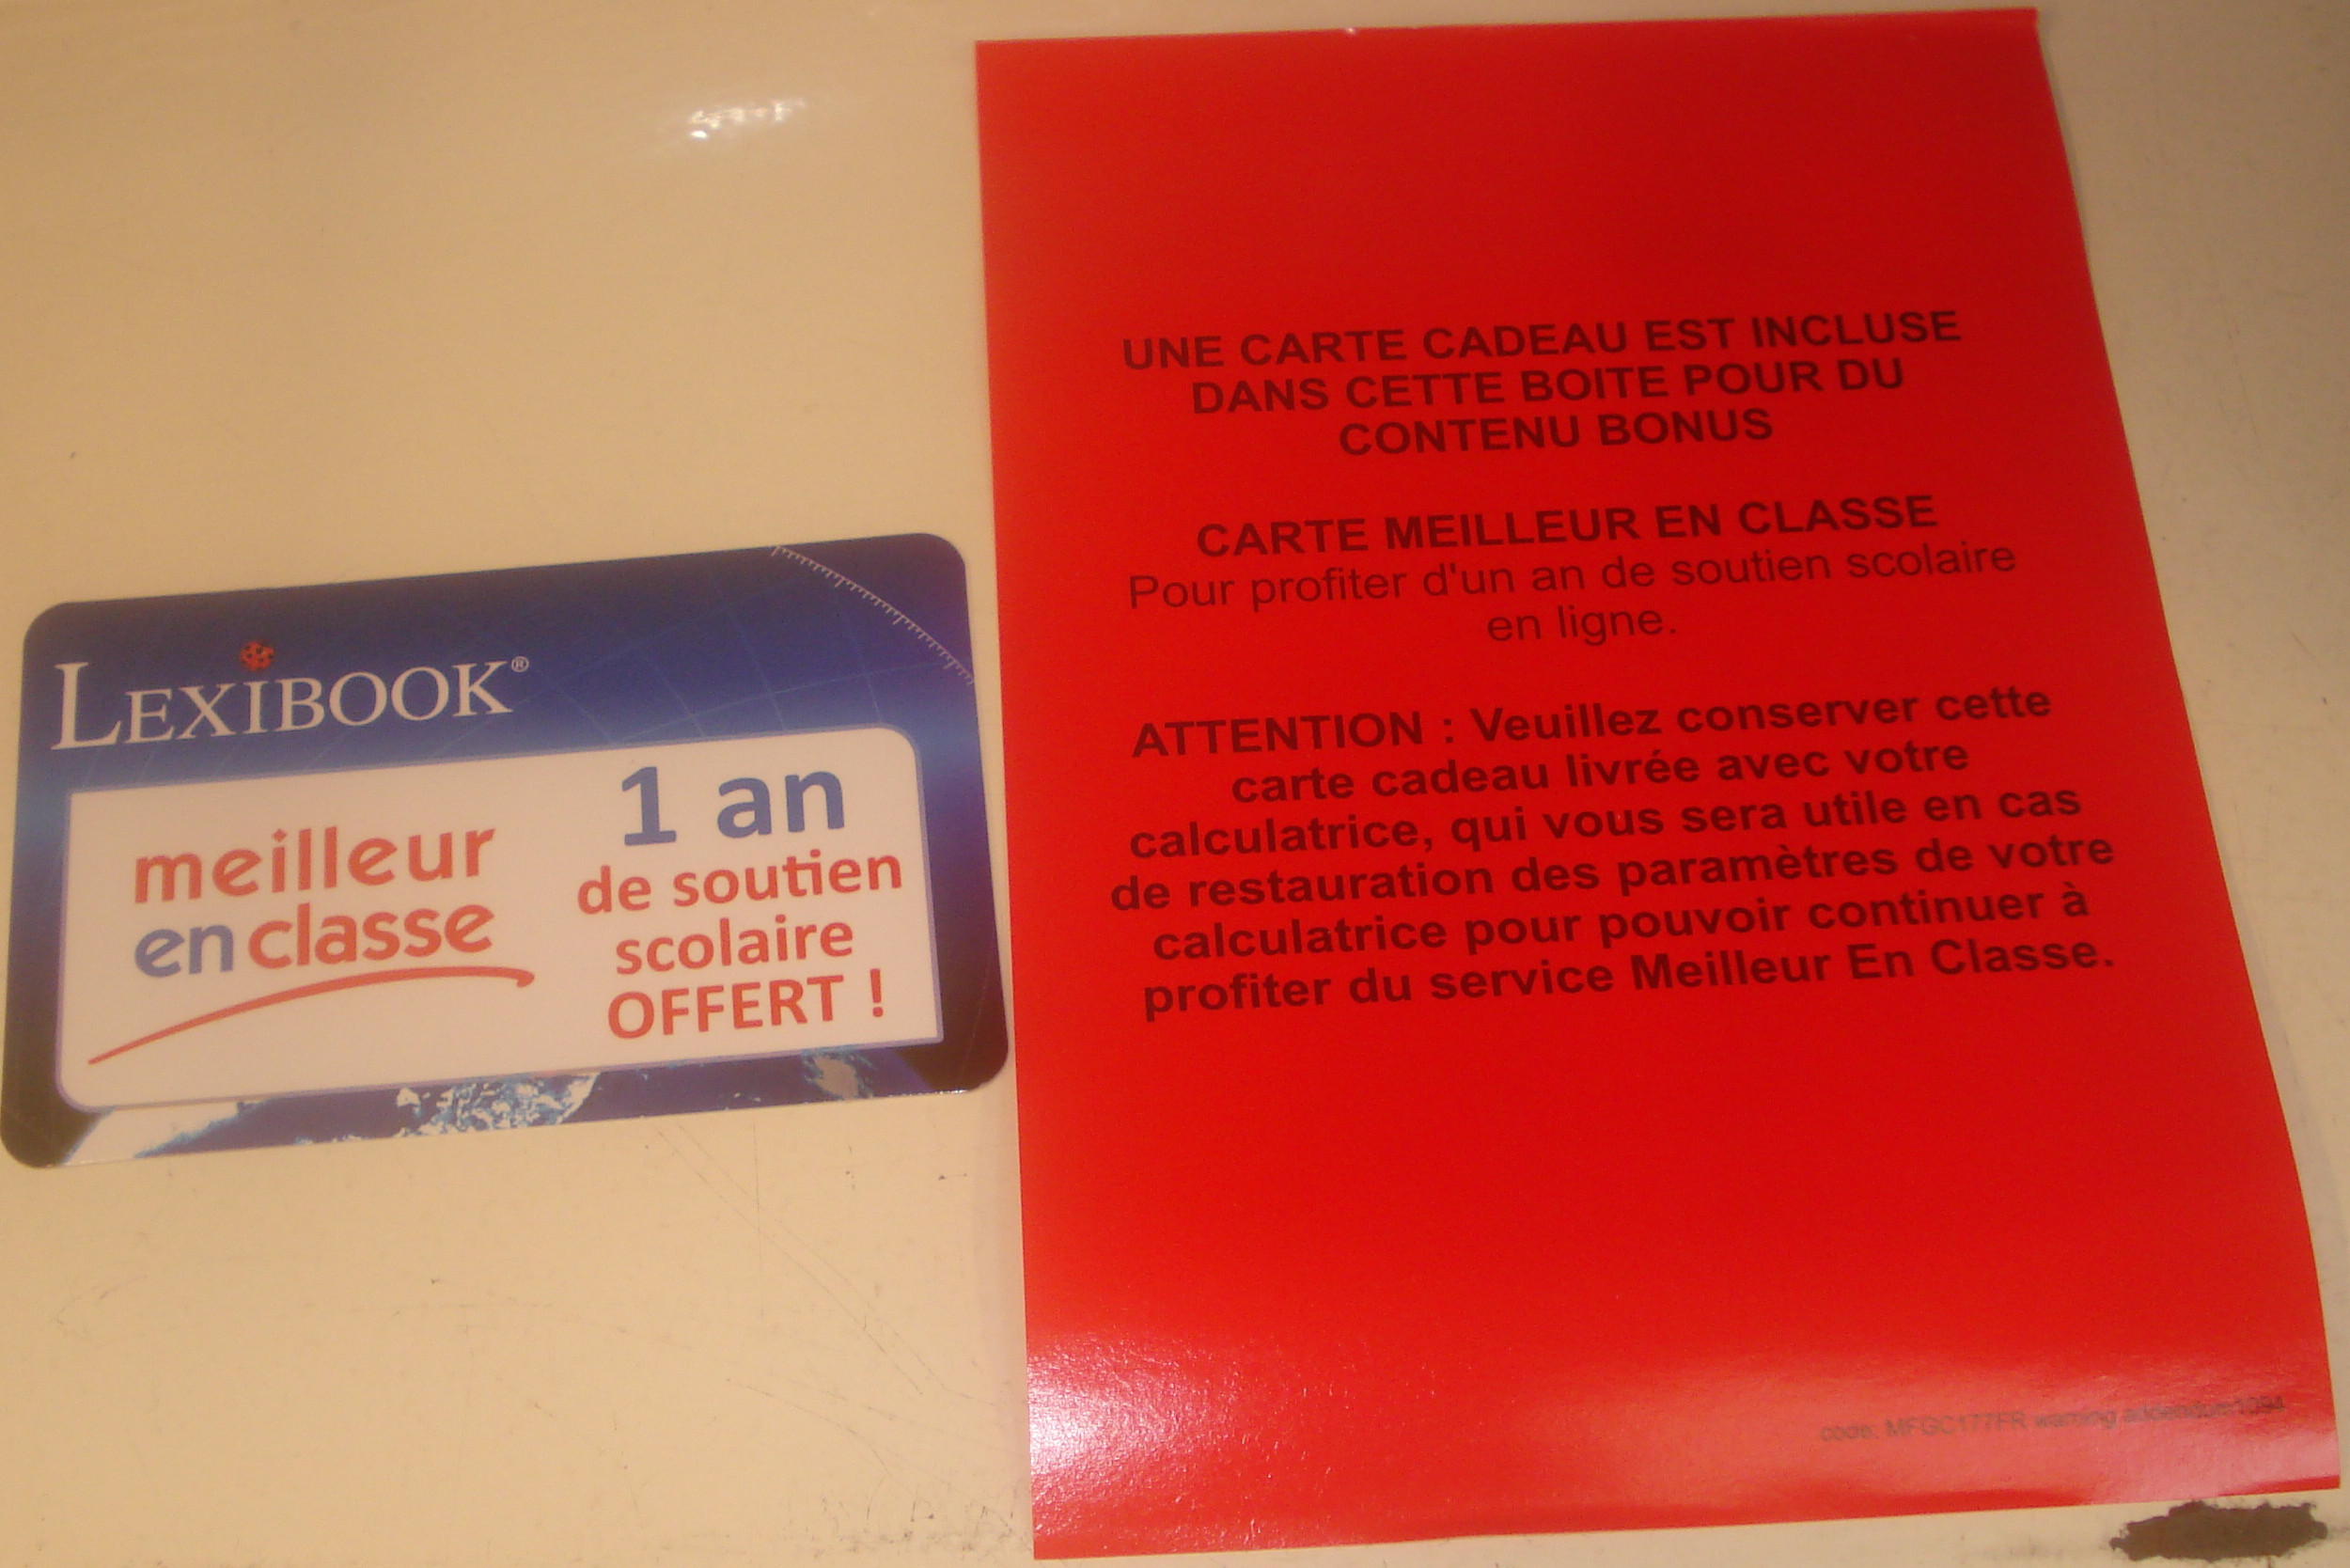 LEXIBOOK®
meilleur
en classe
1 an
de soutien
scolaire
OFFERT !
UNE CARTE CADEAU EST INCLUSE
DANS CETTE BOITE POUR DU
CONTENU BONUS
CARTE MEILLEUR EN CLASSE
Pour profiter d'un an de soutien scolaire
en ligne.
ATTENTION : Veuillez conserver cette
carte cadeau livrée avec votre
calculatrice, qui vous sera utile en cas
de restauration des paramètres de votre
calculatrice pour pouvoir continuer à
profiter du service Meilleur En Classe.
code: MFGC177FR warning